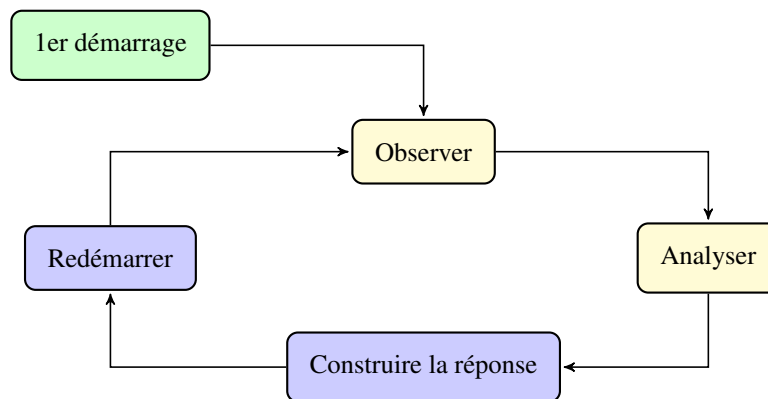 1er démarrage
Observer
Analyser
Redémarrer
Construire la réponse